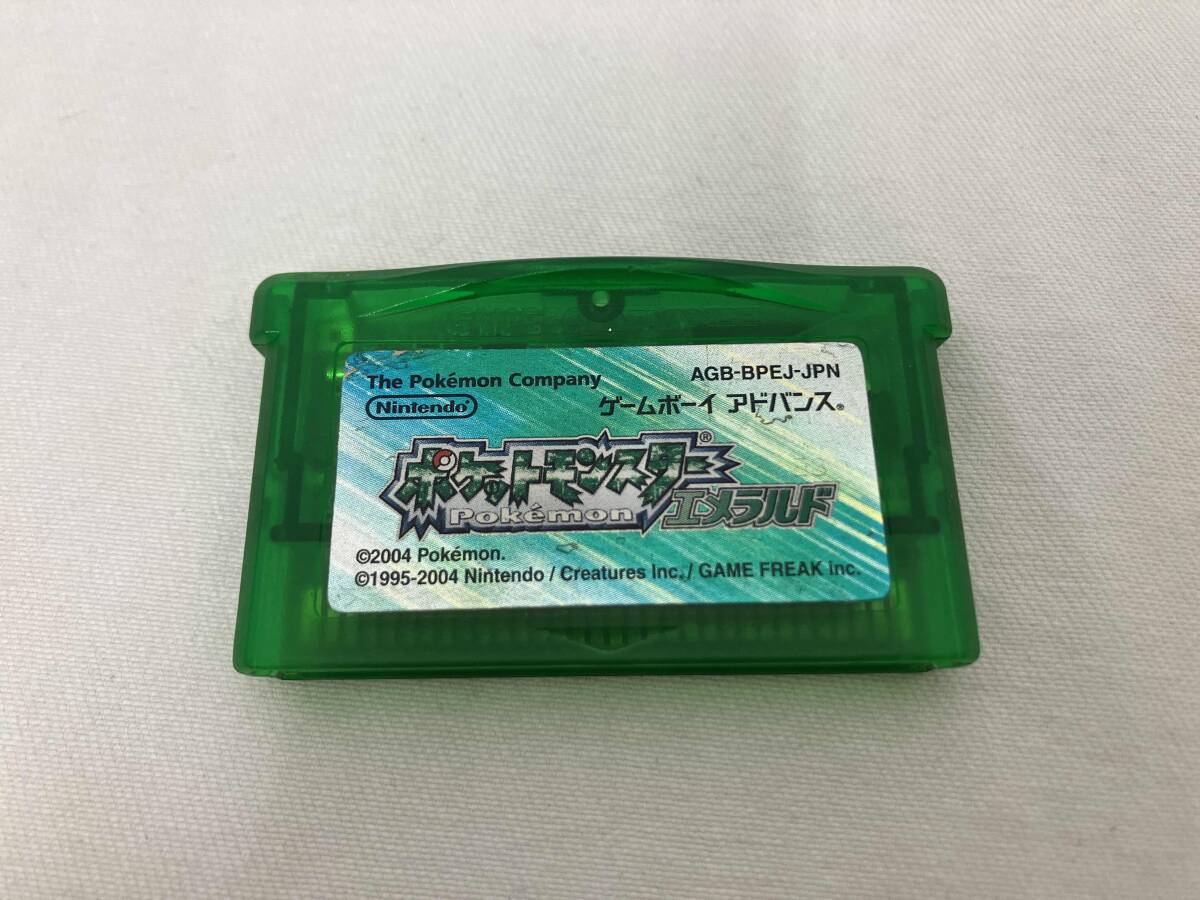 The Pokémon Company
AGB-BPEJ-JPN
Nintendo®
ゲームボーイ アドバンス®
ポケットモンスター®
Pokémon
エメラルド
©2004 Pokémon.
©1995-2004 Nintendo / Creatures inc. / GAME FREAK inc.